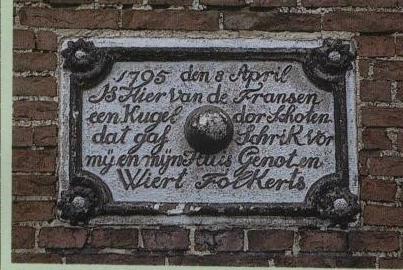 1795 den 8 April
Is Hier van de Fransen
een Kugel dor Schoten
dat gaf Schrik vor
my en mijn Huis Genoten
Wiert Folkerts